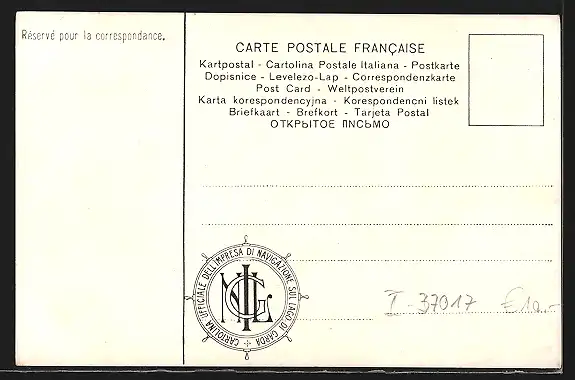 Réservé pour la correspondance.
CARTE POSTALE FRANÇAISE
Kartpostal - Cartolina Postale Italiana - Postkarte
Dopisnice - Levelezo-Lap - Correspondenzkarte
Post Card - Weltpostverein
Karta korespondencyjna - Korespondencni listek
Briefkaart - Brefkort - Tarjeta Postal
ОТКРЫТОЕ ПИСЬМО
CARTOLINA UFFICIALE DELL'IMPRESA DI NAVIGAZIONE SUL LAGO DI GARDA
I-37017 €10.-